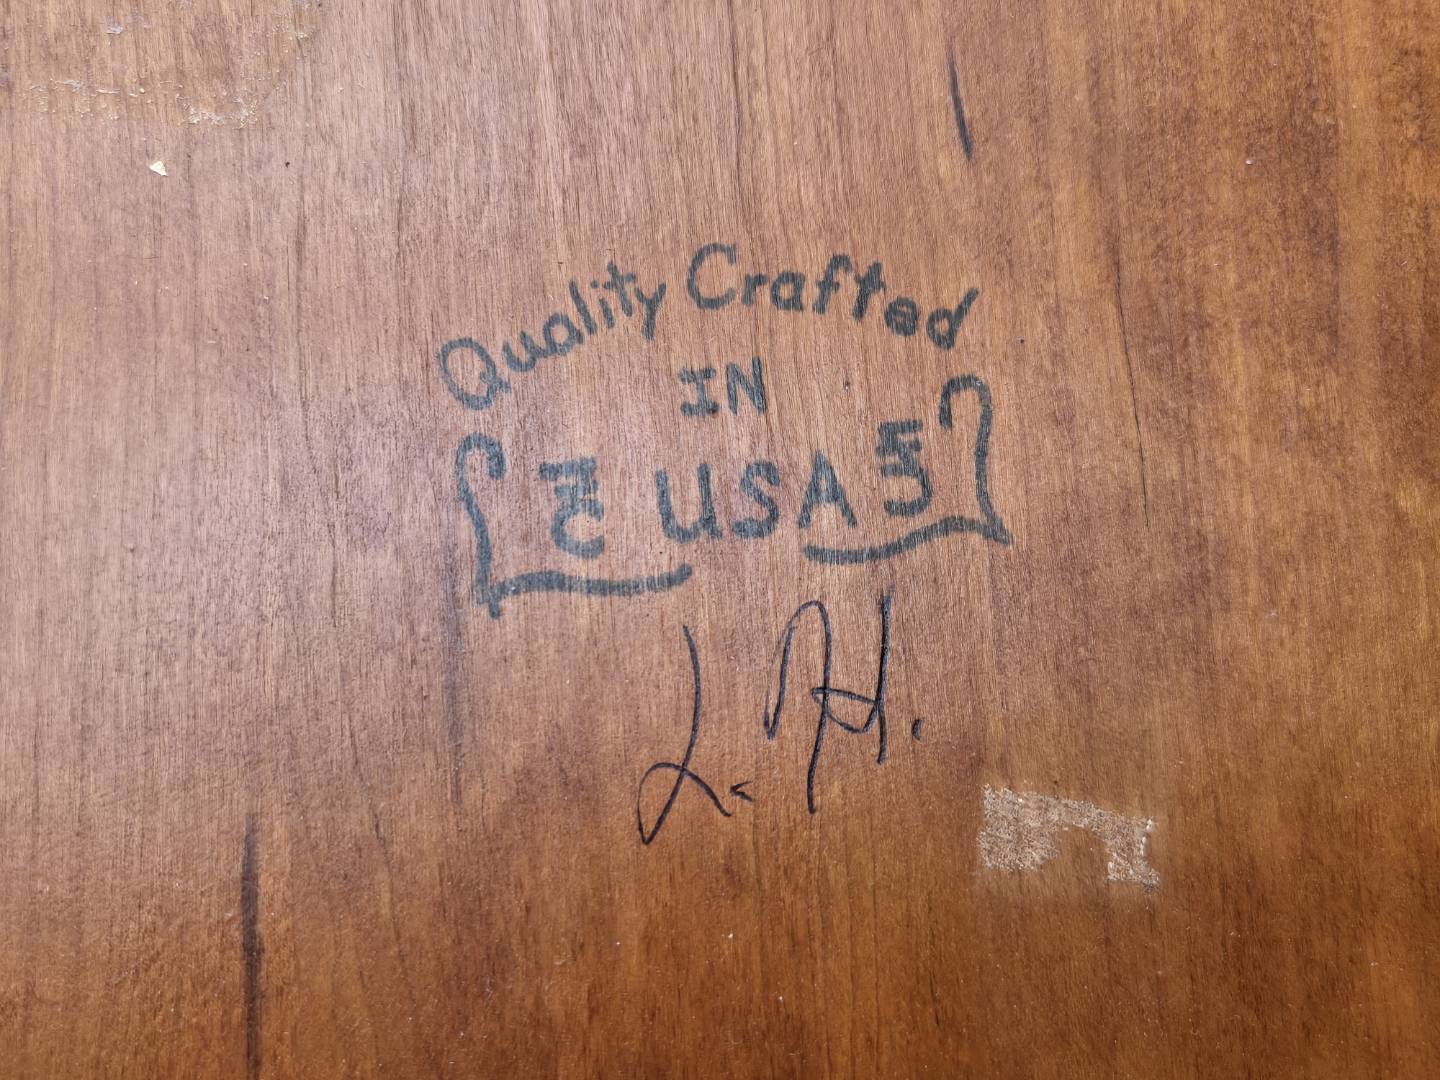 Quality Crafted
IN
USA
L. H.